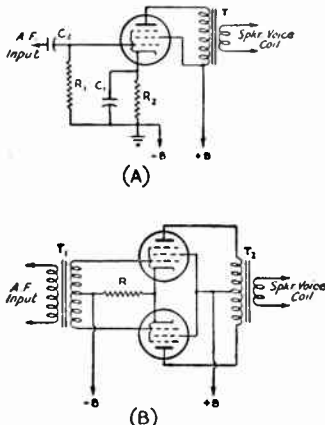 C2
T
A.F. Input
Spkr Voice Coil
R1
C1
R2
-B
+B
(A)
T1
T2
A.F. Input
R
Spkr Voice Coil
-B
+B
(B)